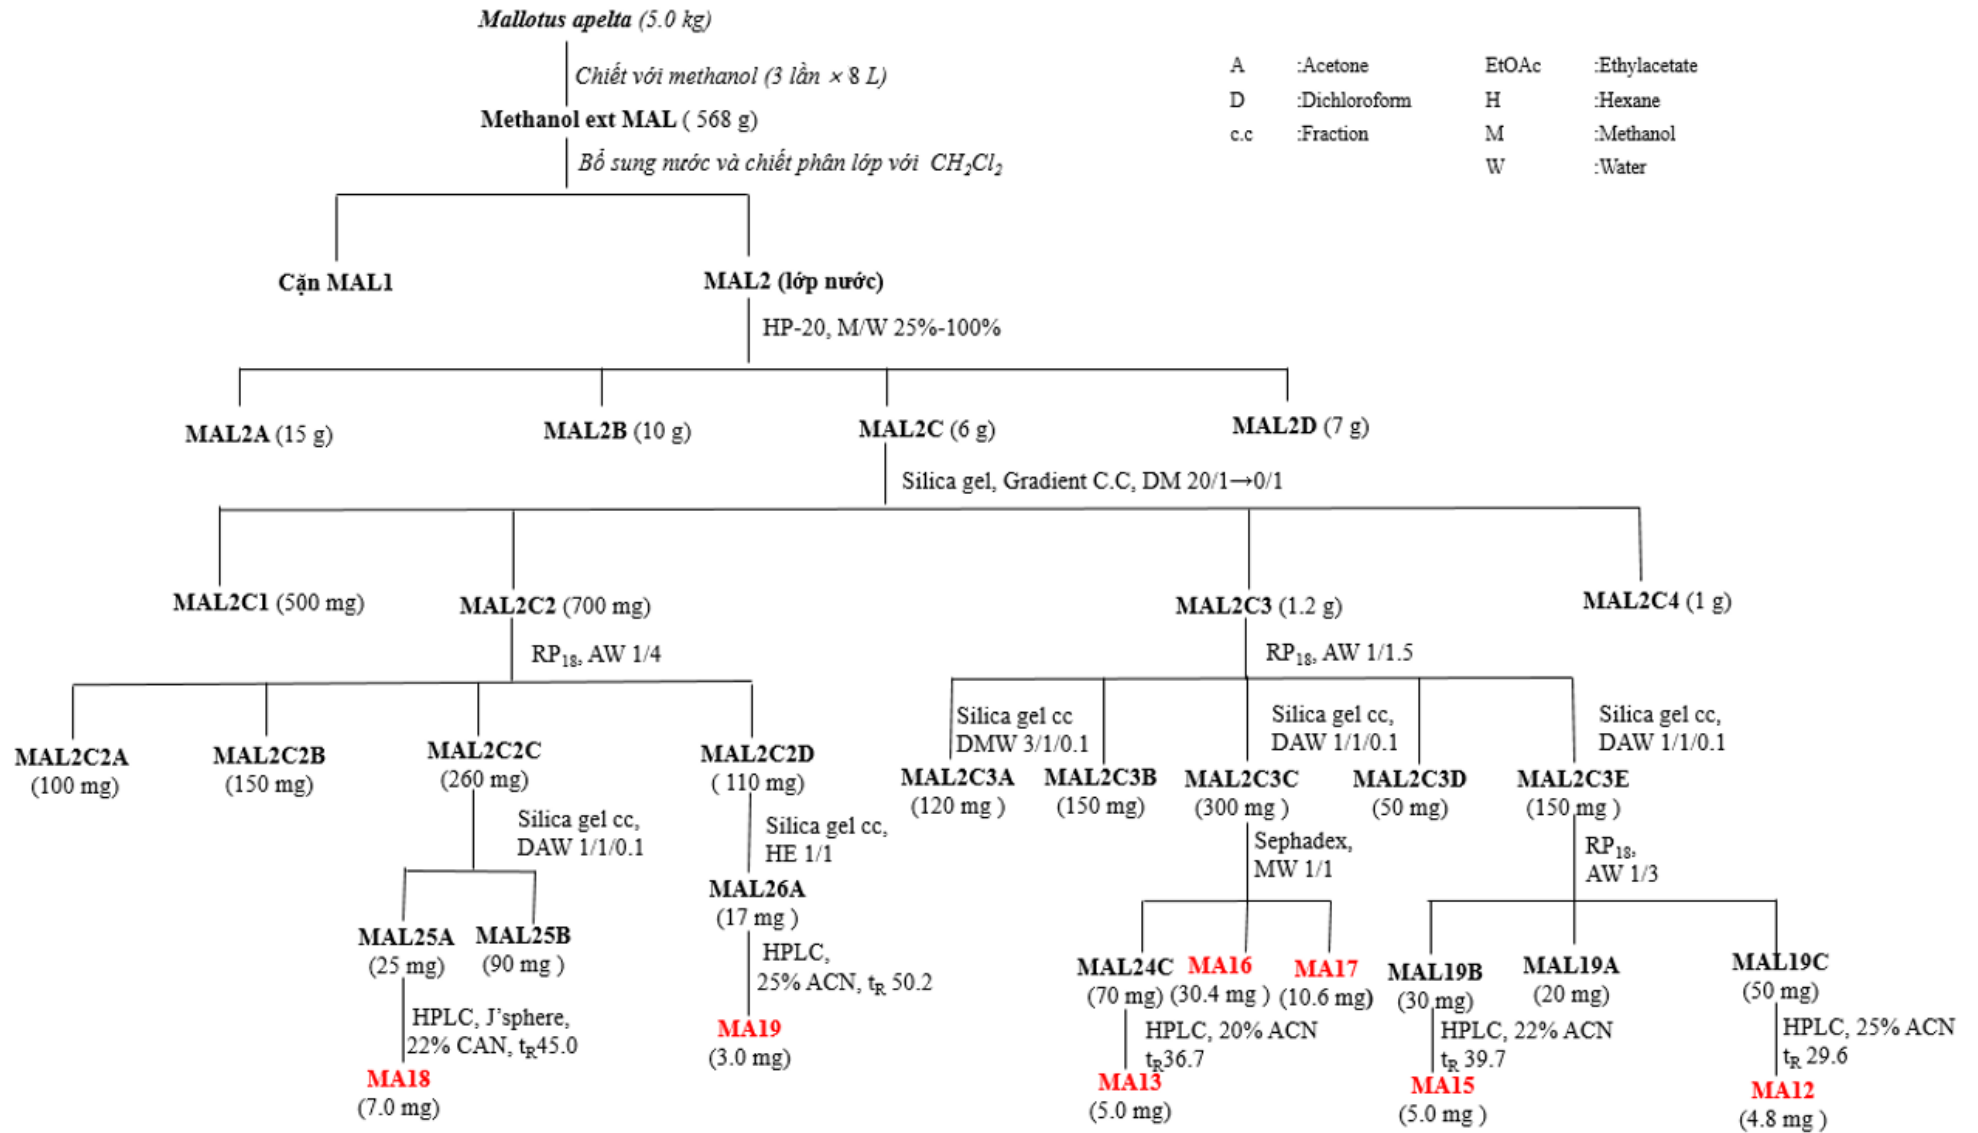 Mallotus apelta (5.0 kg)
Chiết với methanol (3 lần × 8 L)
Methanol ext MAL ( 568 g)
Bổ sung nước và chiết phân lớp với CH2Cl2
A :Acetone EtOAc :Ethylacetate
D :Dichloroform H :Hexane
c.c :Fraction M :Methanol
W :Water
Cặn MAL1
MAL2 (lớp nước)
HP-20, M/W 25%-100%
MAL2A (15 g)
MAL2B (10 g)
MAL2C (6 g)
MAL2D (7 g)
Silica gel, Gradient C.C, DM 20/1→0/1
MAL2C1 (500 mg)
MAL2C2 (700 mg)
MAL2C3 (1.2 g)
MAL2C4 (1 g)
RP18, AW 1/4
RP18, AW 1/1.5
MAL2C2A
(100 mg)
MAL2C2B
(150 mg)
MAL2C2C
(260 mg)
MAL2C2D
( 110 mg)
Silica gel cc
DMW 3/1/0.1
Silica gel cc,
DAW 1/1/0.1
Silica gel cc,
DAW 1/1/0.1
MAL2C3A
(120 mg )
MAL2C3B
(150 mg)
MAL2C3C
(300 mg )
MAL2C3D
(50 mg)
MAL2C3E
(150 mg )
Silica gel cc,
DAW 1/1/0.1
Silica gel cc,
HE 1/1
Sephadex,
MW 1/1
RP18,
AW 1/3
MAL25A
(25 mg)
MAL25B
(90 mg )
MAL26A
(17 mg )
MAL24C
(70 mg)
MA16
(30.4 mg )
MA17
(10.6 mg)
MAL19B
(30 mg)
MAL19A
(20 mg)
MAL19C
(50 mg)
HPLC, J’sphere,
22% CAN, tR45.0
HPLC,
25% ACN, tR 50.2
HPLC, 20% ACN
tR36.7
HPLC, 22% ACN
tR 39.7
HPLC, 25% ACN
tR 29.6
MA18
(7.0 mg)
MA19
(3.0 mg)
MA13
(5.0 mg)
MA15
(5.0 mg )
MA12
(4.8 mg )